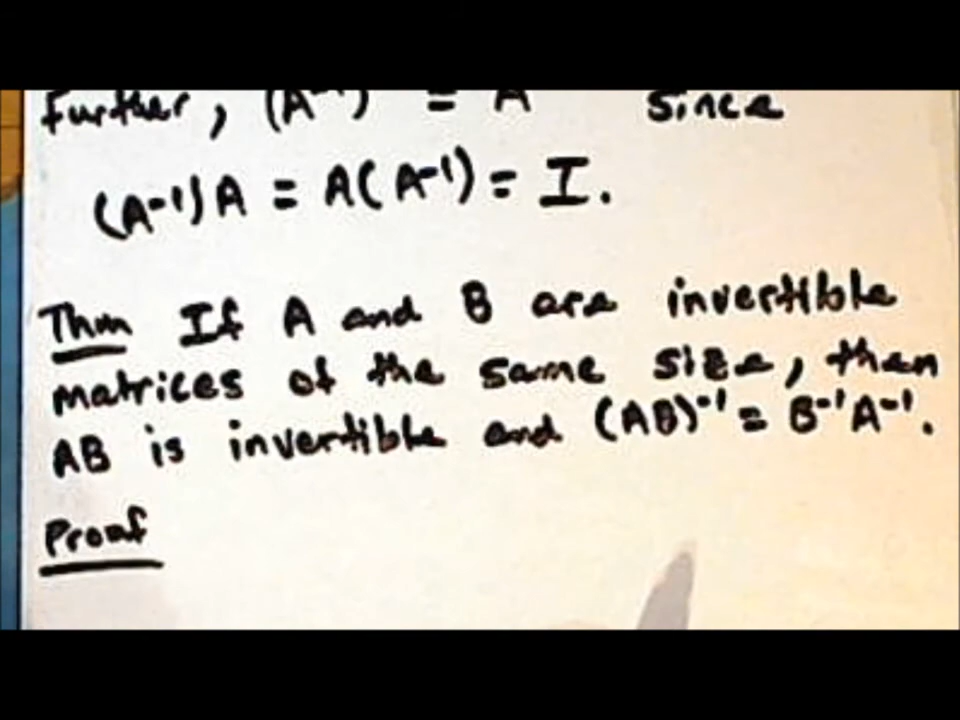 Further, (A⁻¹)⁻¹ = A since
(A⁻¹)A = A(A⁻¹) = I.
Thm If A and B are invertible
matrices of the same size, then
AB is invertible and (AB)⁻¹ = B⁻¹A⁻¹.
Proof